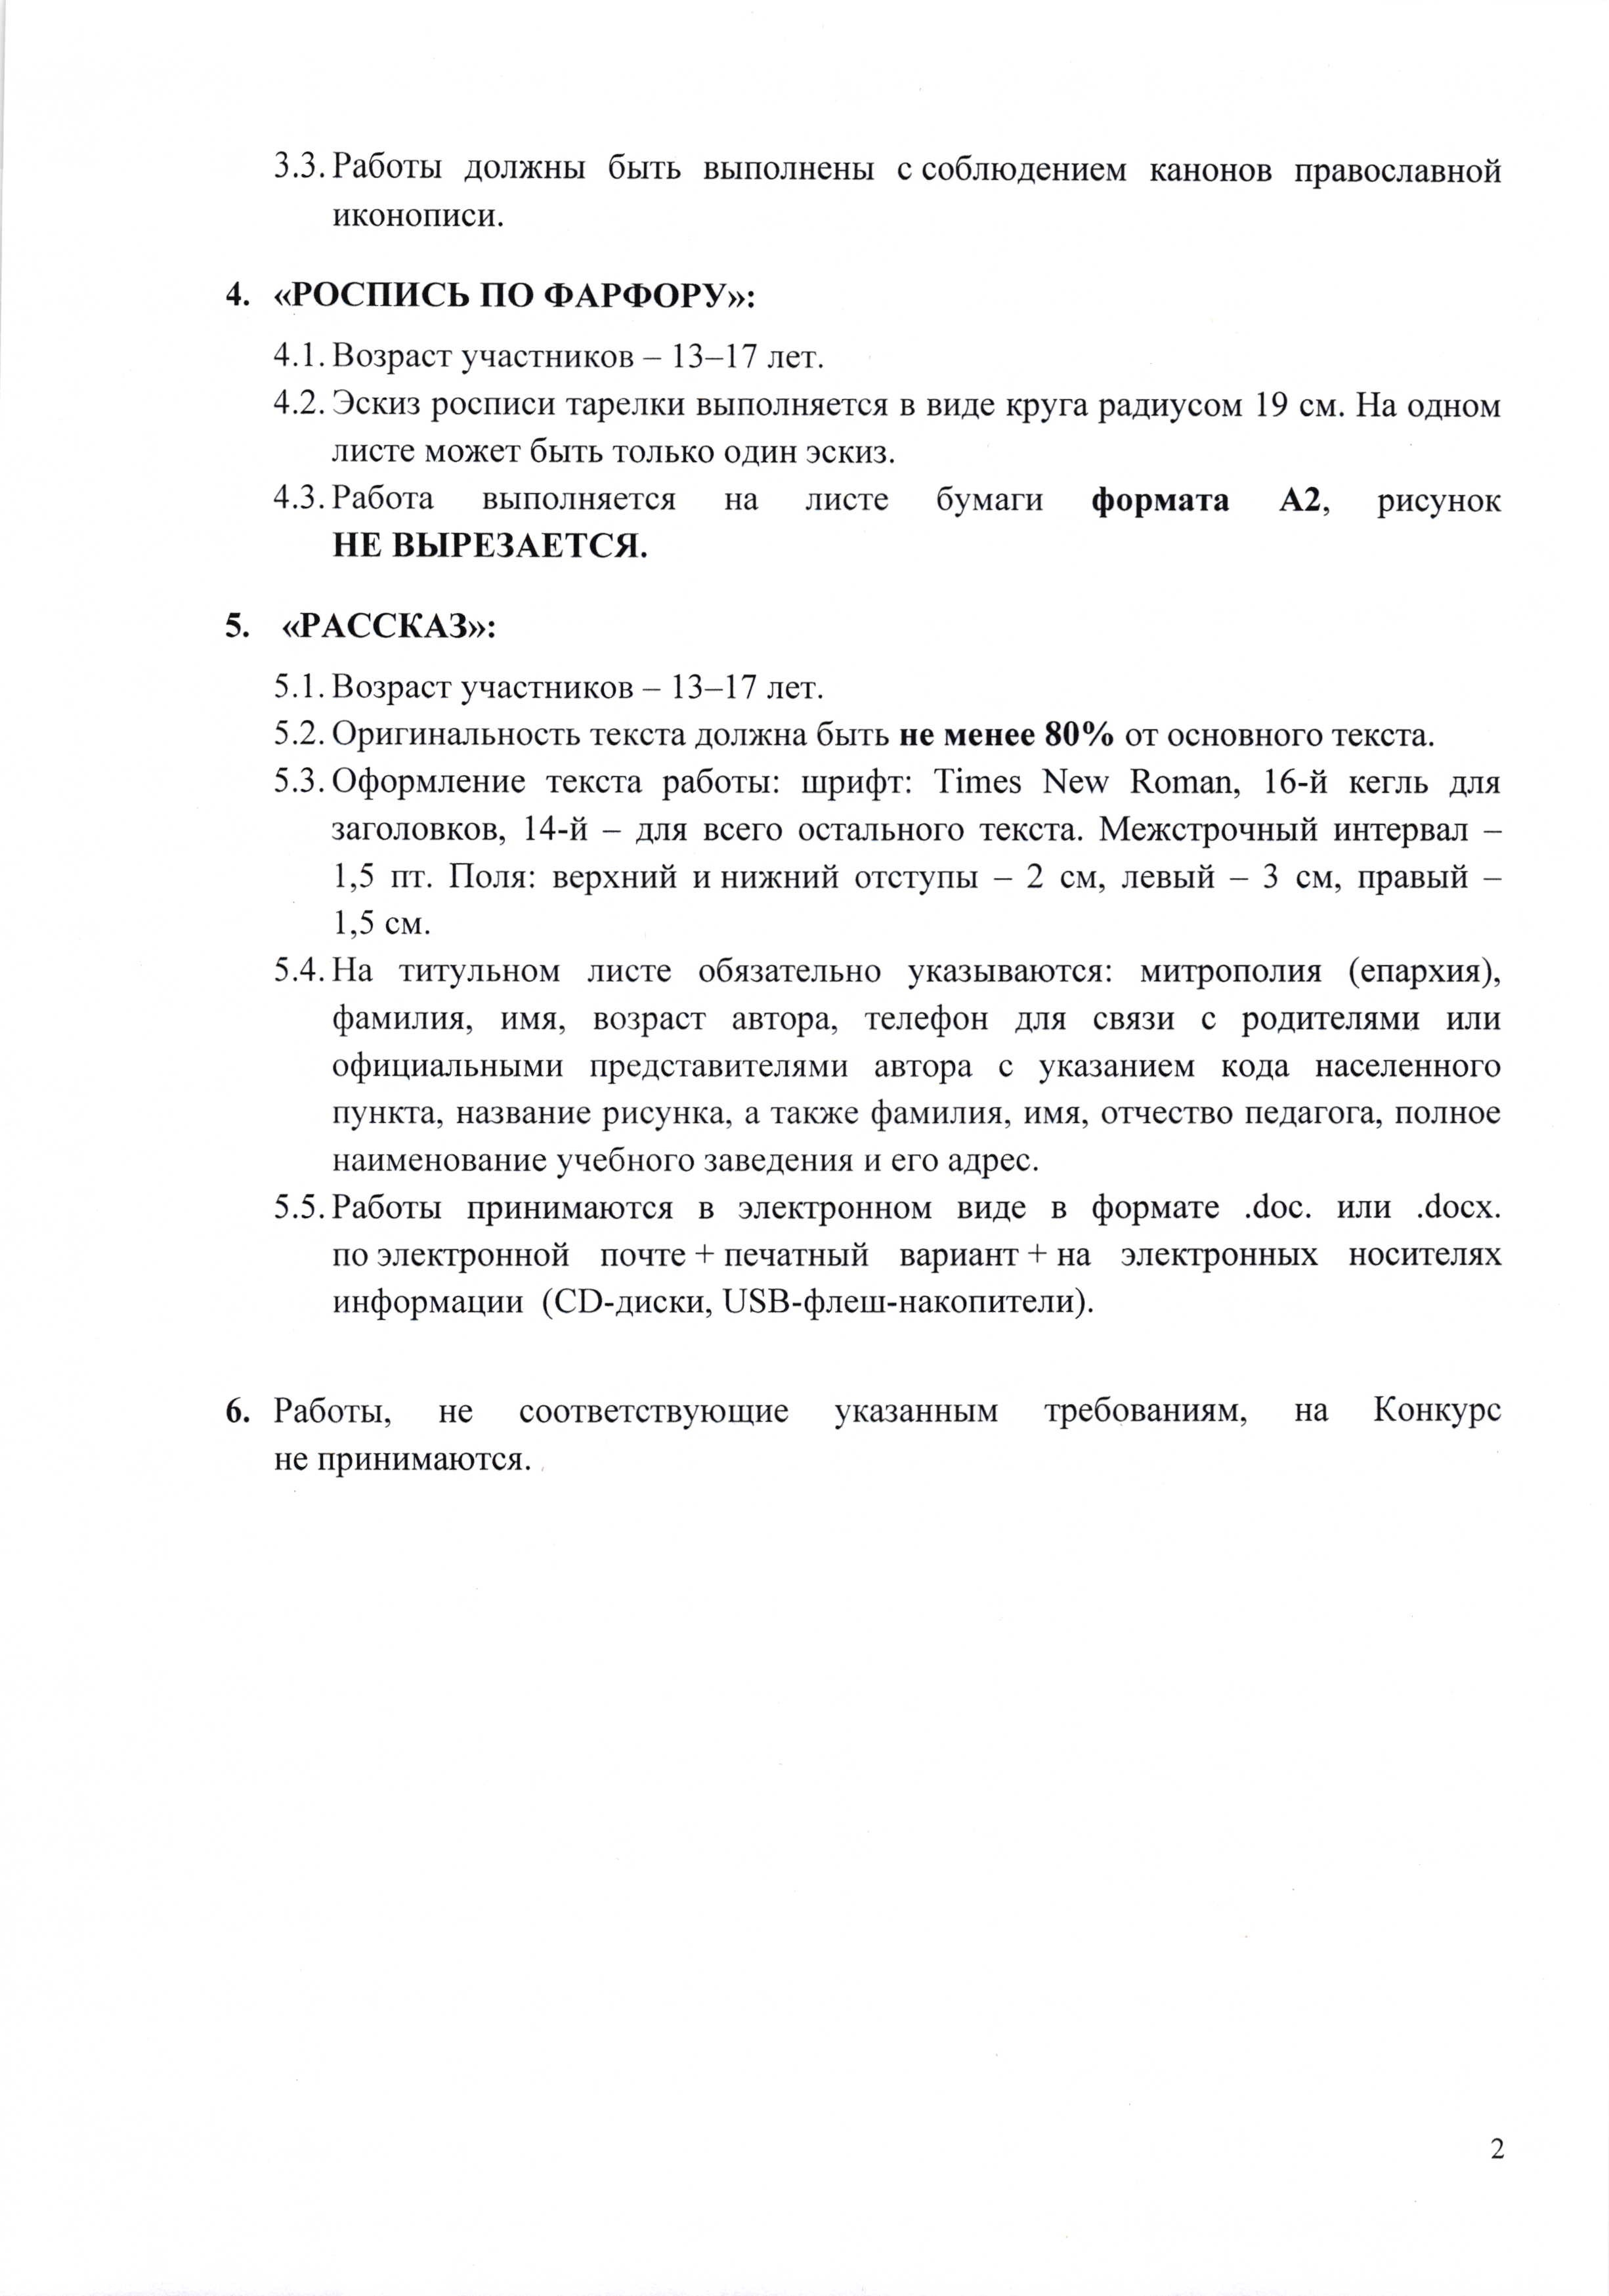 3.3. Работы должны быть выполнены с соблюдением канонов православной
иконописи.
4. «РОСПИСЬ ПО ФАРФОРУ»:
4.1. Возраст участников – 13–17 лет.
4.2. Эскиз росписи тарелки выполняется в виде круга радиусом 19 см. На одном
листе может быть только один эскиз.
4.3. Работа выполняется на листе бумаги формата А2, рисунок
НЕ ВЫРЕЗАЕТСЯ.
5. «РАССКАЗ»:
5.1. Возраст участников – 13–17 лет.
5.2. Оригинальность текста должна быть не менее 80% от основного текста.
5.3. Оформление текста работы: шрифт: Times New Roman, 16-й кегль для
заголовков, 14-й – для всего остального текста. Межстрочный интервал –
1,5 пт. Поля: верхний и нижний отступы – 2 см, левый – 3 см, правый –
1,5 см.
5.4. На титульном листе обязательно указываются: митрополия (епархия),
фамилия, имя, возраст автора, телефон для связи с родителями или
официальными представителями автора с указанием кода населенного
пункта, название рисунка, а также фамилия, имя, отчество педагога, полное
наименование учебного заведения и его адрес.
5.5. Работы принимаются в электронном виде в формате .doc. или .docx.
по электронной почте + печатный вариант + на электронных носителях
информации (CD-диски, USB-флеш-накопители).
6. Работы, не соответствующие указанным требованиям, на Конкурс
не принимаются.
2